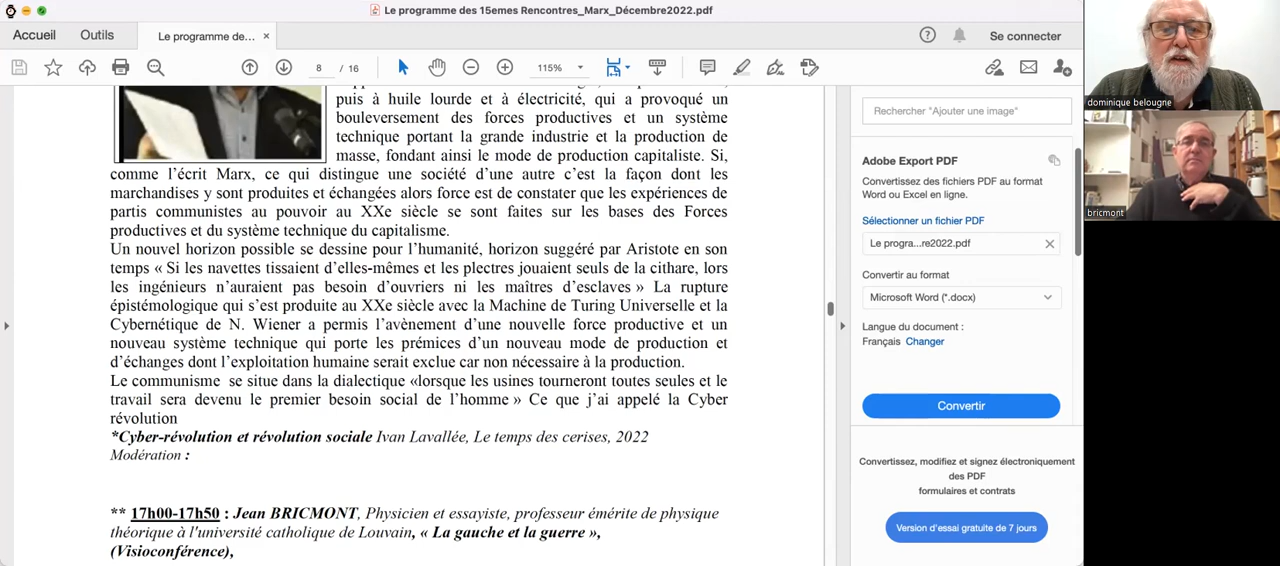 Le programme des 15emes Rencontres_Marx_Décembre2022.pdf
Accueil
Outils
Le programme de...
×
Se connecter
8 / 16
115%
puis à huile lourde et à électricité, qui a provoqué un
bouleversement des forces productives et un système
technique portant la grande industrie et la production de
masse, fondant ainsi le mode de production capitaliste. Si,
comme l’écrit Marx, ce qui distingue une société d’une autre c’est la façon dont les
marchandises y sont produites et échangées alors force est de constater que les expériences de
partis communistes au pouvoir au XXe siècle se sont faites sur les bases des Forces
productives et du système technique du capitalisme.
Un nouvel horizon possible se dessine pour l’humanité, horizon suggéré par Aristote en son
temps « Si les navettes tissaient d’elles-mêmes et les plectres jouaient seuls de la cithare, lors
les ingénieurs n’auraient pas besoin d’ouvriers ni les maîtres d’esclaves » La rupture
épistémologique qui s’est produite au XXe siècle avec la Machine de Turing Universelle et la
Cybernétique de N. Wiener a permis l’avènement d’une nouvelle force productive et un
nouveau système technique qui porte les prémices d’un nouveau mode de production et
d’échanges dont l’exploitation humaine serait exclue car non nécessaire à la production.
Le communisme se situe dans la dialectique «lorsque les usines tourneront toutes seules et le
travail sera devenu le premier besoin social de l’homme » Ce que j’ai appelé la Cyber
révolution
*Cyber-révolution et révolution sociale Ivan Lavallée, Le temps des cerises, 2022
Modération :
** 17h00-17h50 : Jean BRICMONT, Physicien et essayiste, professeur émérite de physique
théorique à l'université catholique de Louvain, « La gauche et la guerre »,
(Visioconférence),
Rechercher "Ajouter une image"
Adobe Export PDF
Convertissez des fichiers PDF au format
Word ou Excel en ligne.
Sélectionner un fichier PDF
Le progra...re2022.pdf
Convertir au format
Microsoft Word (*.docx)
Langue du document :
Français Changer
Convertir
Convertissez, modifiez et signez électroniquement
des PDF
formulaires et contrats
Version d'essai gratuite de 7 jours
dominique belougne
bricmont